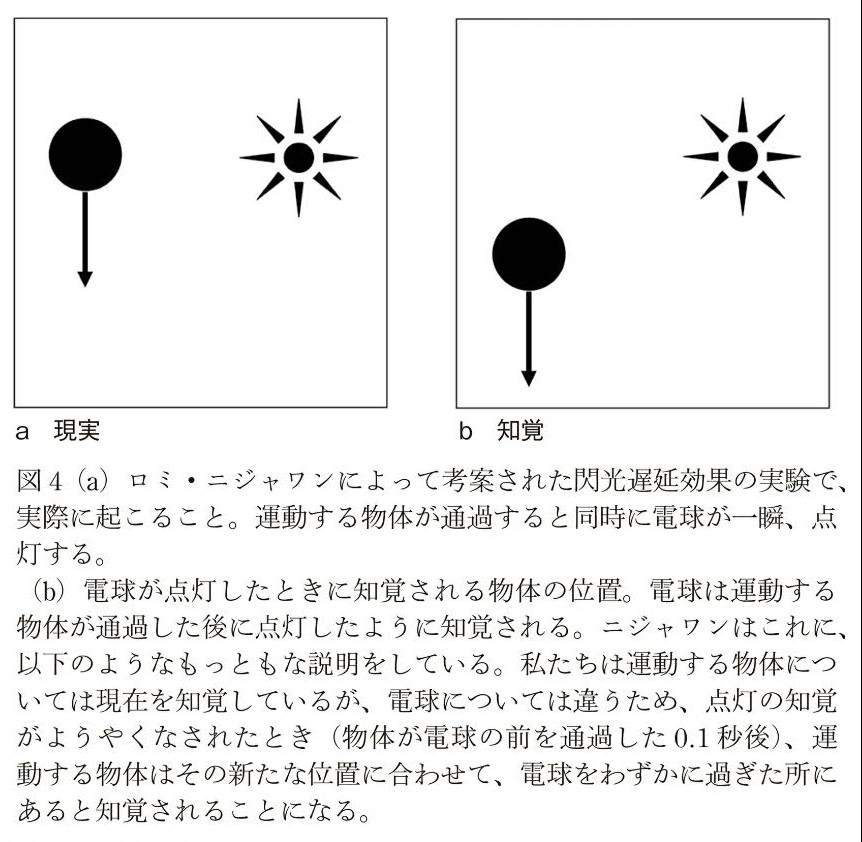 a　現実
b　知覚
図4（a）ロミ・ニジャワンによって考案された閃光遅延効果の実験で、
実際に起こること。運動する物体が通過すると同時に電球が一瞬、点
灯する。
（b）電球が点灯したときに知覚される物体の位置。電球は運動する
物体が通過した後に点灯したように知覚される。ニジャワンはこれに、
以下のようなもっともな説明をしている。私たちは運動する物体につ
いては現在を知覚しているが、電球については違うため、点灯の知覚
がようやくなされたとき（物体が電球の前を通過した0.1秒後）、運
動する物体はその新たな位置に合わせて、電球をわずかに過ぎた所に
あると知覚されることになる。